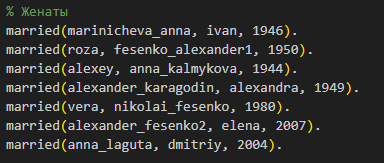 % Женаты
married(marinicheva_anna, ivan, 1946).
married(roza, fesenko_alexander1, 1950).
married(alexey, anna_kalmykova, 1944).
married(alexander_karagodin, alexandra, 1949).
married(vera, nikolai_fesenko, 1980).
married(alexander_fesenko2, elena, 2007).
married(anna_laguta, dmitriy, 2004).